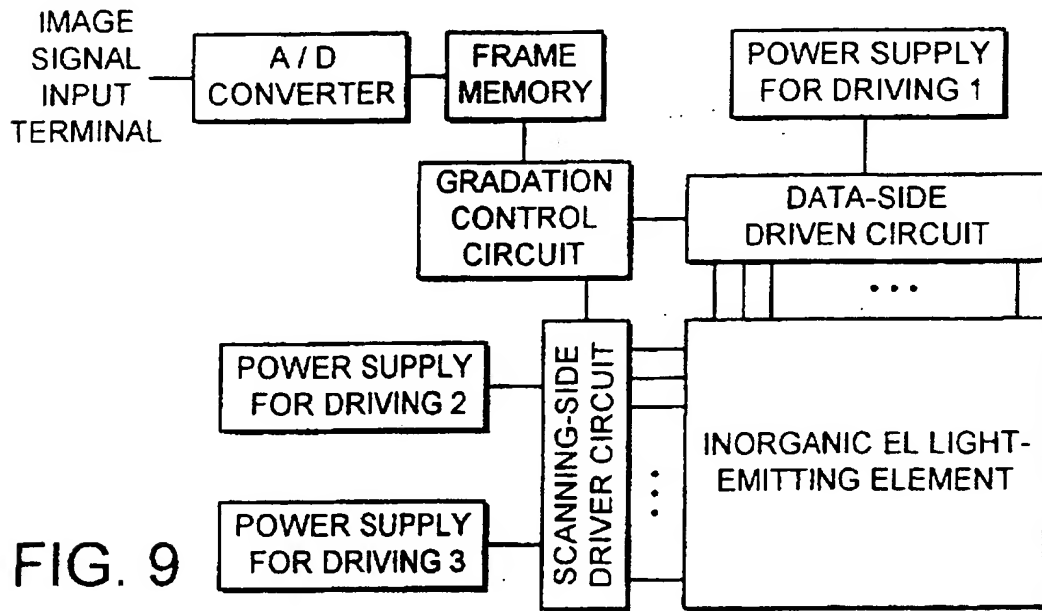 IMAGE
SIGNAL
INPUT
TERMINAL
A / D
CONVERTER
FRAME
MEMORY
POWER SUPPLY
FOR DRIVING 1
GRADATION
CONTROL
CIRCUIT
DATA-SIDE
DRIVEN CIRCUIT
POWER SUPPLY
FOR DRIVING 2
SCANNING-SIDE
DRIVER CIRCUIT
INORGANIC EL LIGHT-
EMITTING ELEMENT
POWER SUPPLY
FOR DRIVING 3
FIG. 9